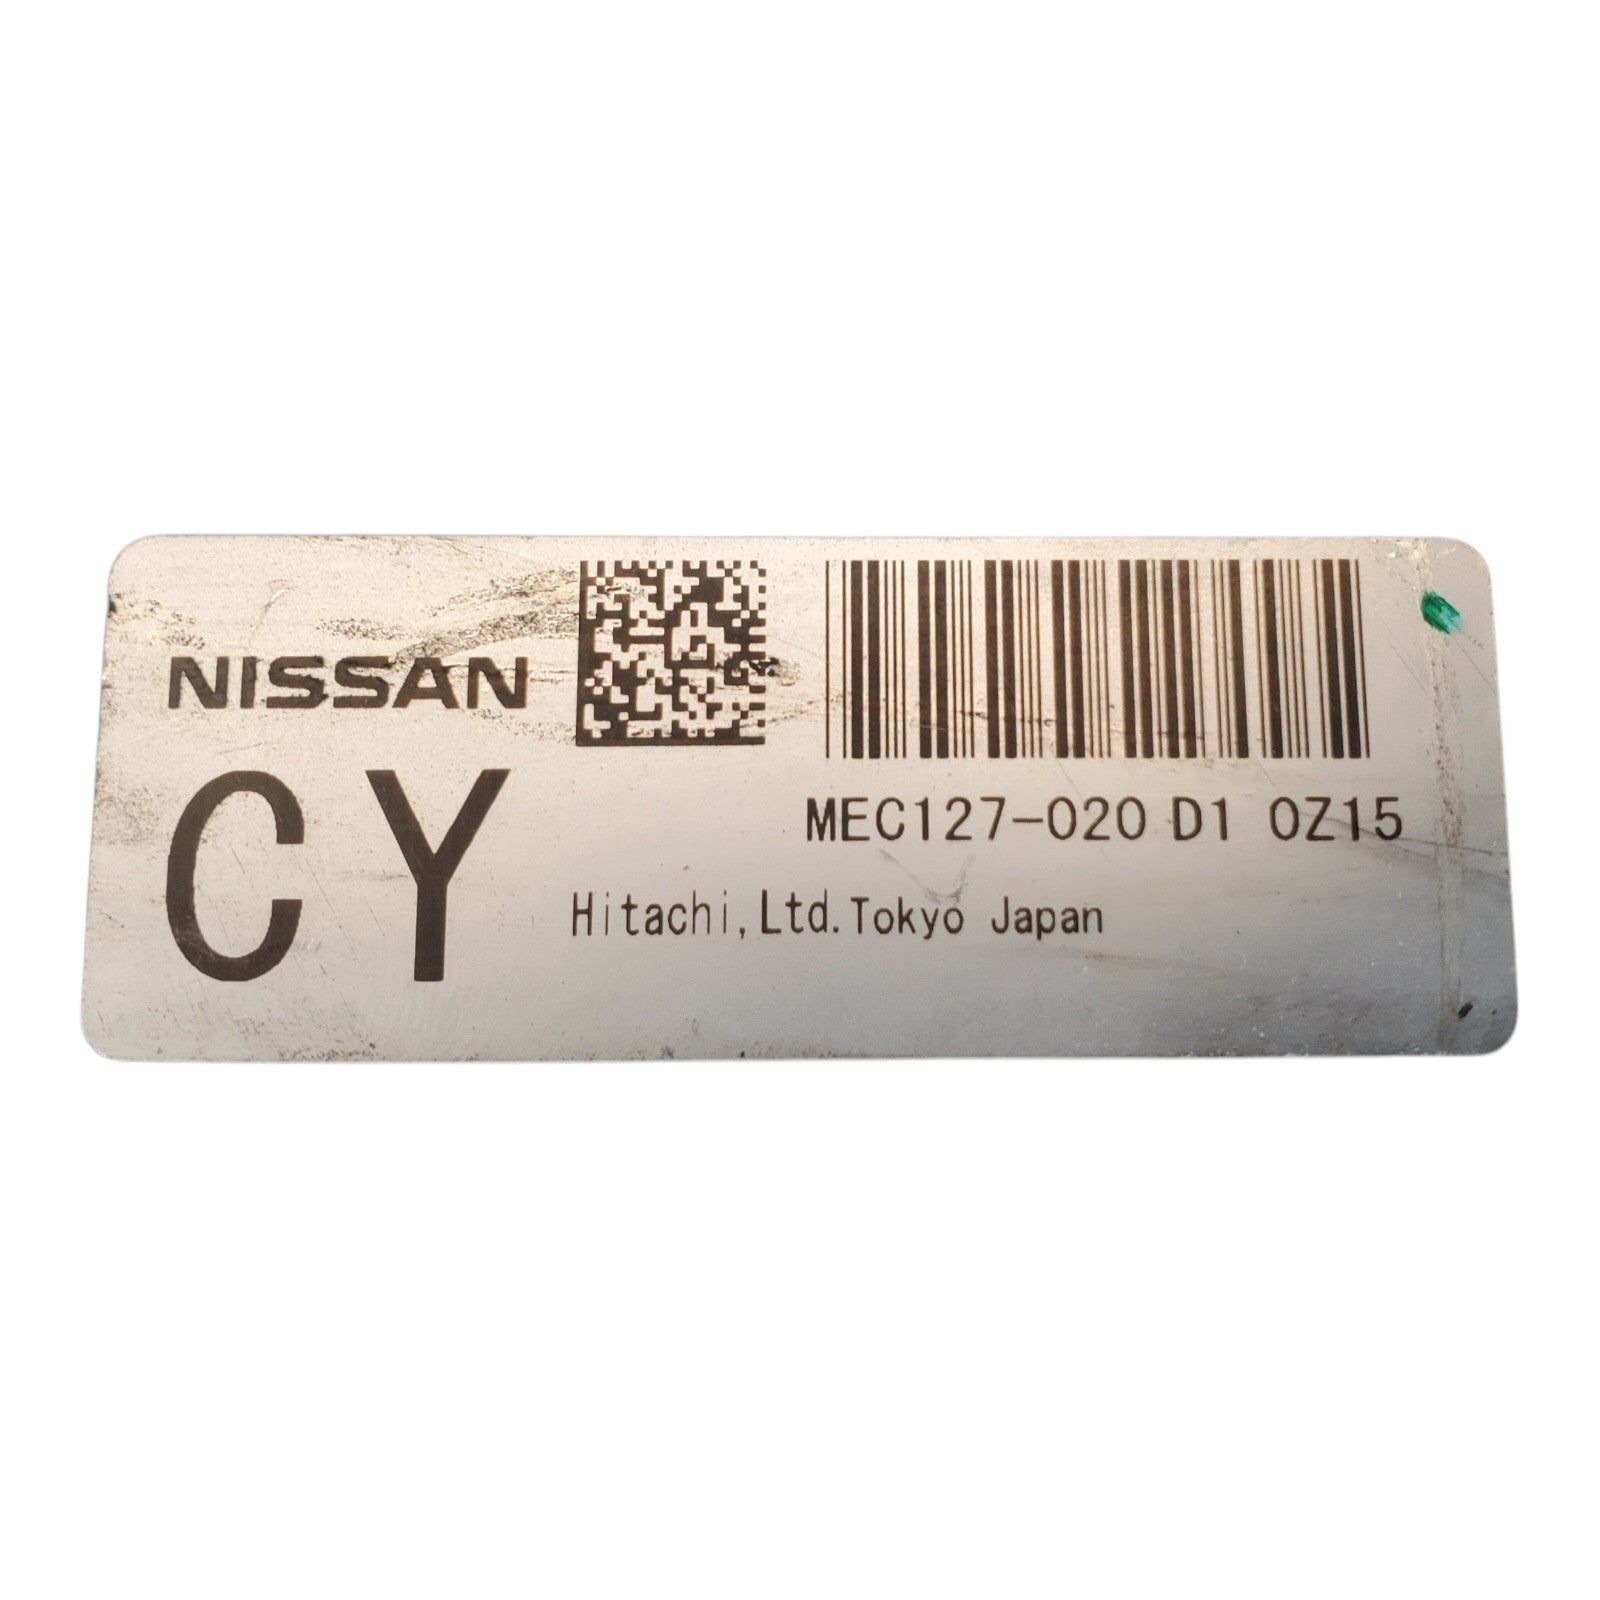 NISSAN
CY
MEC127-020 D1 0Z15
Hitachi,Ltd.Tokyo Japan